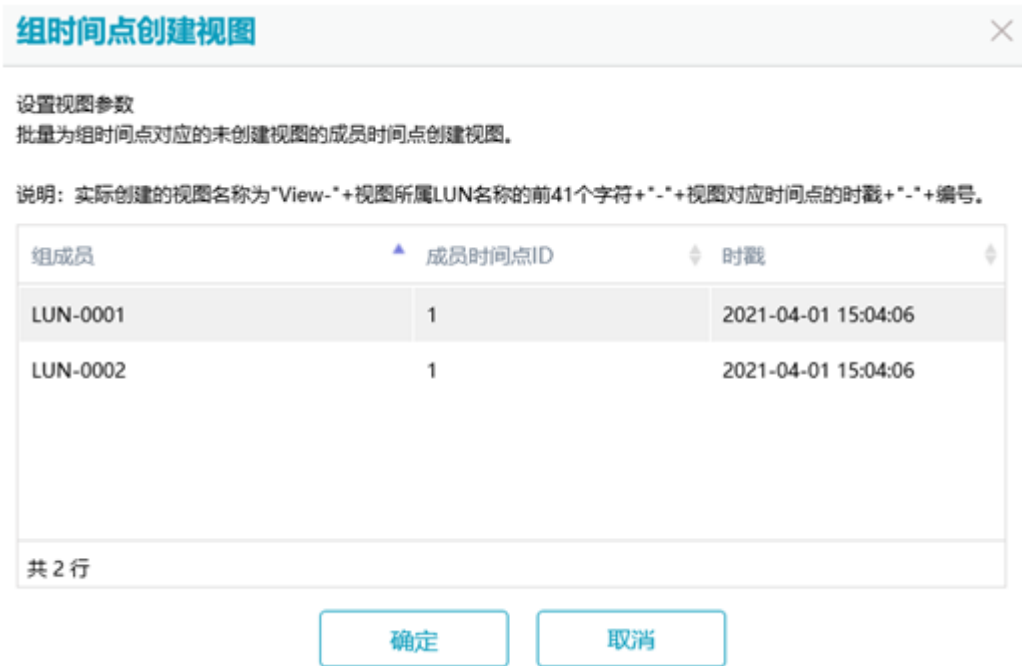 组时间点创建视图
设置视图参数
批量为组时间点对应的未创建视图的成员时间点创建视图。
说明：实际创建的视图名称为"View-"+视图所属LUN名称的前41个字符+"-"+视图对应时间点的时戳+"-"+编号。
组成员 成员时间点ID 时戳
LUN-0001 1 2021-04-01 15:04:06
LUN-0002 1 2021-04-01 15:04:06
共 2 行
确定 取消